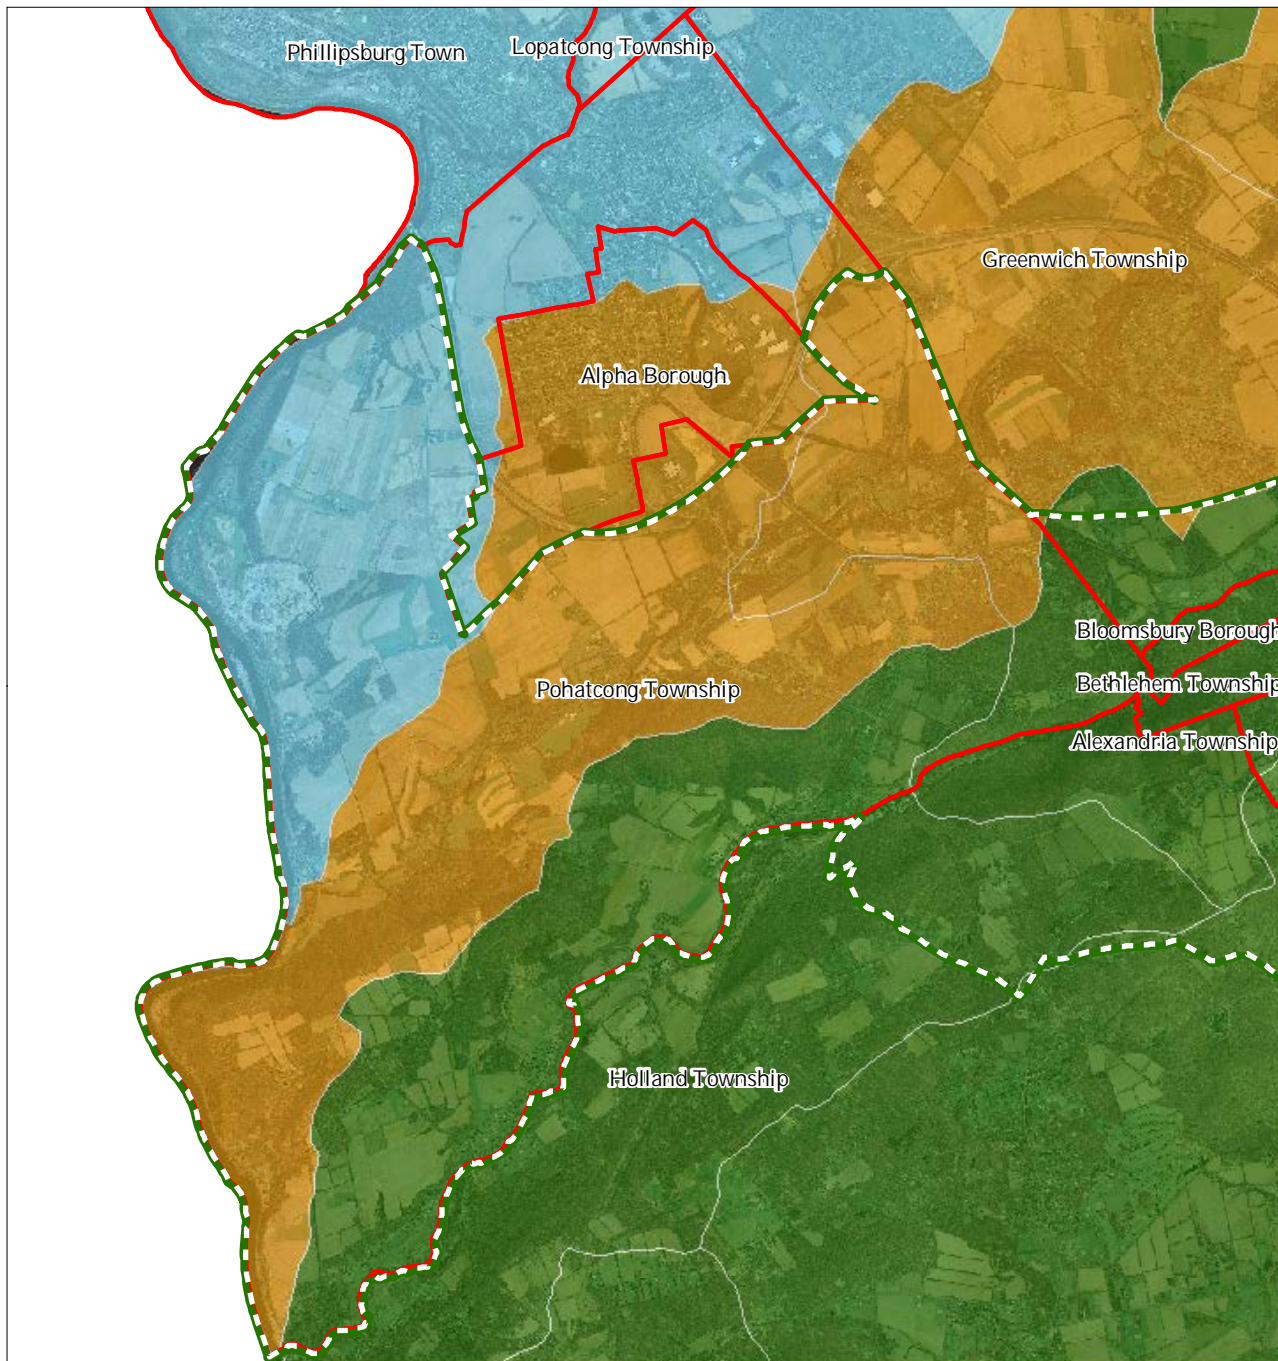 Phillipsburg Town
Lopatcong Township
Greenwich Township
Alpha Borough
Bloomsbury Borough
Bethlehem Township
Pohatcong Township
Alexandria Township
Holland Township